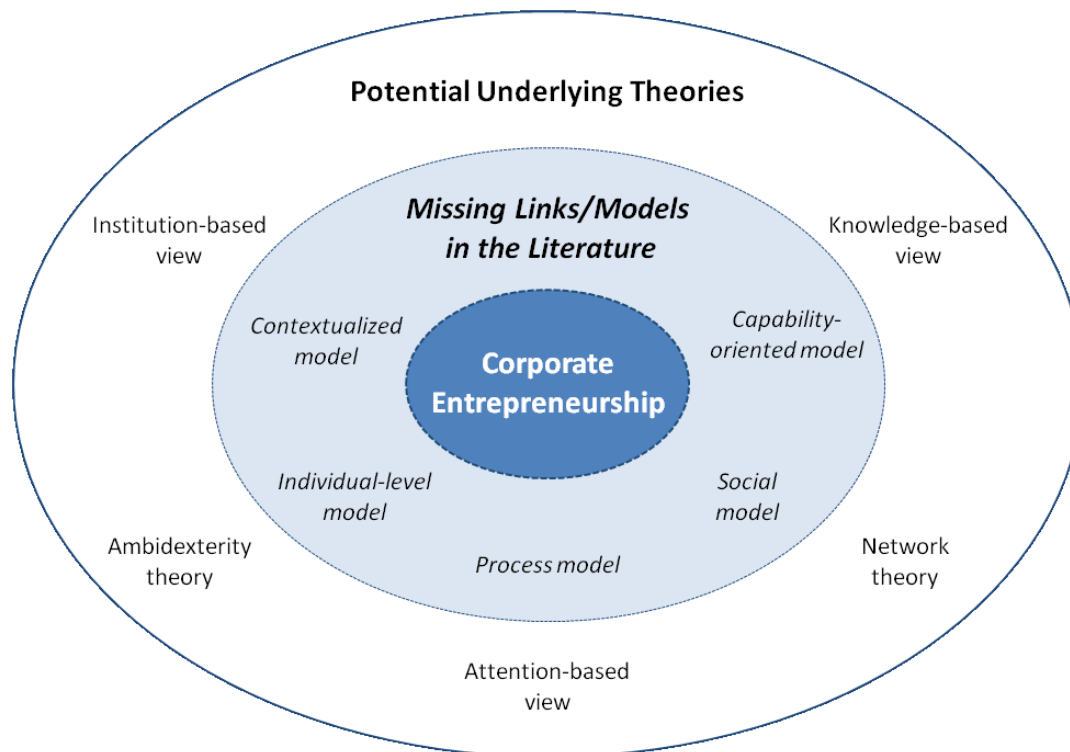 Potential Underlying Theories
Missing Links/Models
in the Literature
Institution-based
view
Knowledge-based
view
Contextualized
model
Capability-
oriented model
Corporate
Entrepreneurship
Individual-level
model
Social
model
Process model
Ambidexterity
theory
Network
theory
Attention-based
view